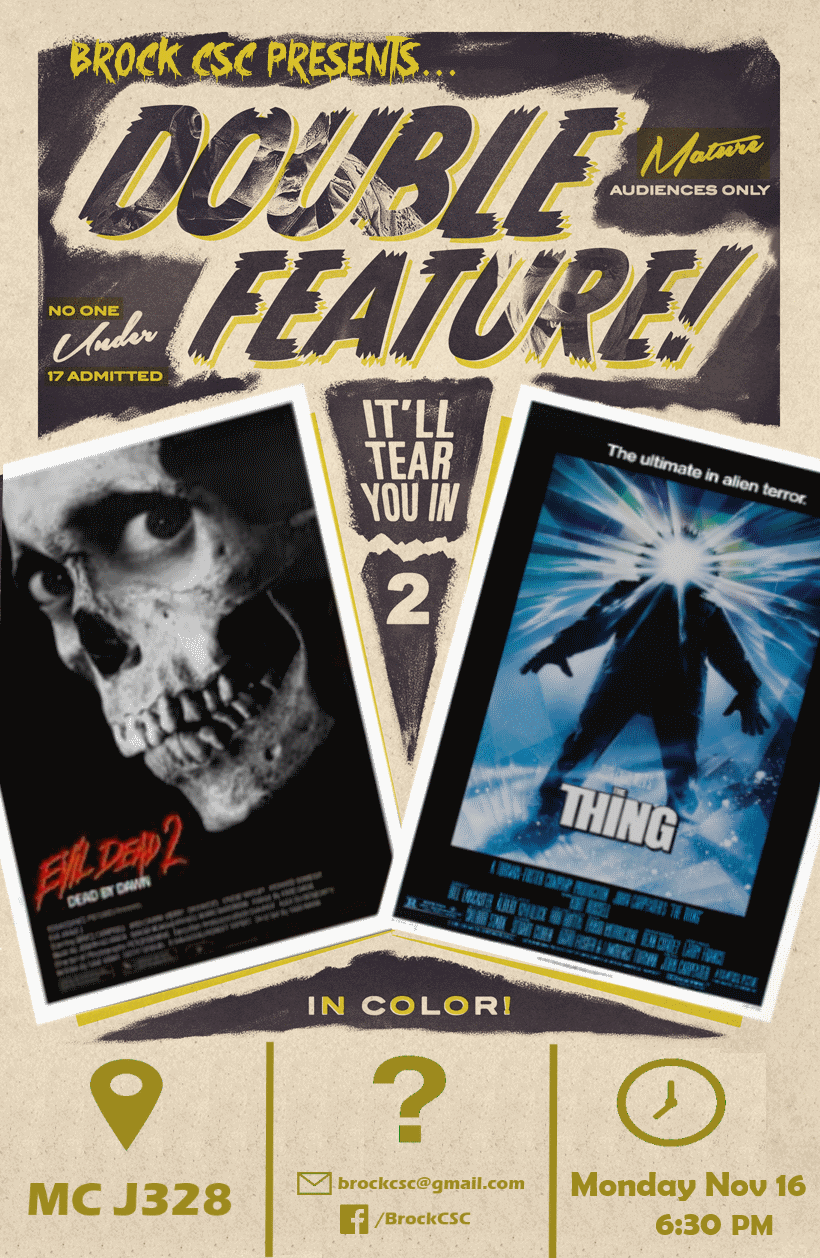 BROCK CSC PRESENTS...
DOUBLE
FEATURE!
Mature
AUDIENCES ONLY
NO ONE
Under
17 ADMITTED
IT'LL
TEAR
YOU IN
2
The ultimate in alien terror.
THE
THING
EVIL DEAD 2
DEAD BY DAWN
IN COLOR!
MC J328
?
brockcsc@gmail.com
/BrockCSC
Monday Nov 16
6:30 PM